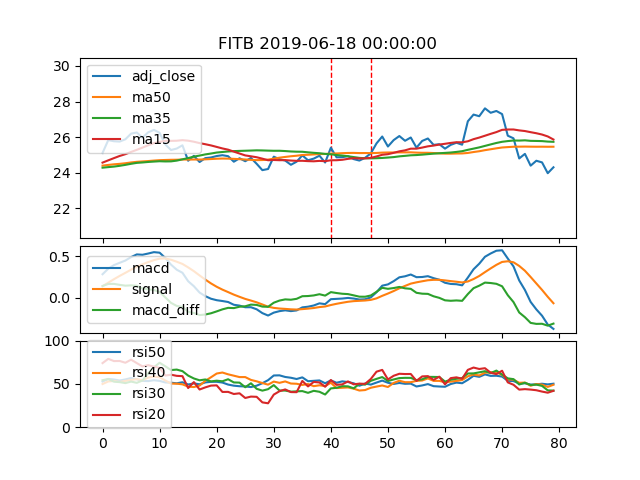 FITB 2019-06-18 00:00:00
30
28
26
24
22
adj_close
ma50
ma35
ma15
0.5
0.0
macd
signal
macd_diff
100
50
0
rsi50
rsi40
rsi30
rsi20
0 10 20 30 40 50 60 70 80